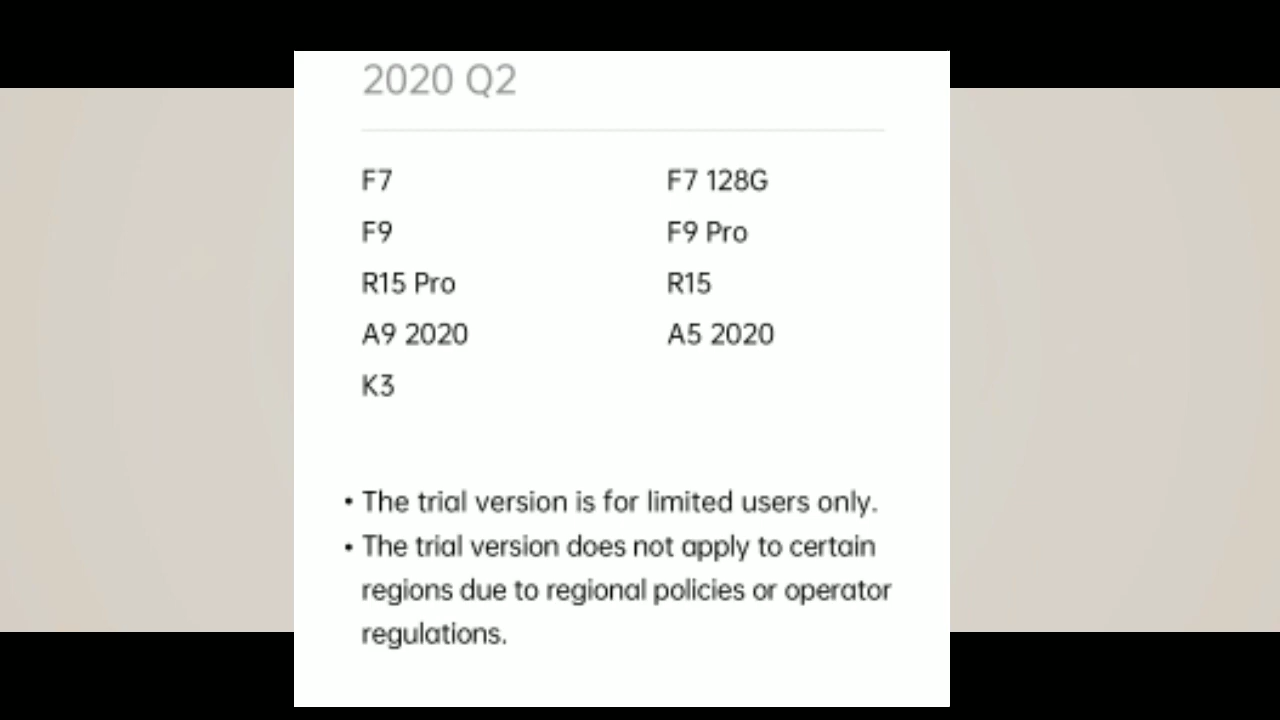 2020 Q2
F7 F7 128G
F9 F9 Pro
R15 Pro R15
A9 2020 A5 2020
K3
• The trial version is for limited users only.
• The trial version does not apply to certain
regions due to regional policies or operator
regulations.